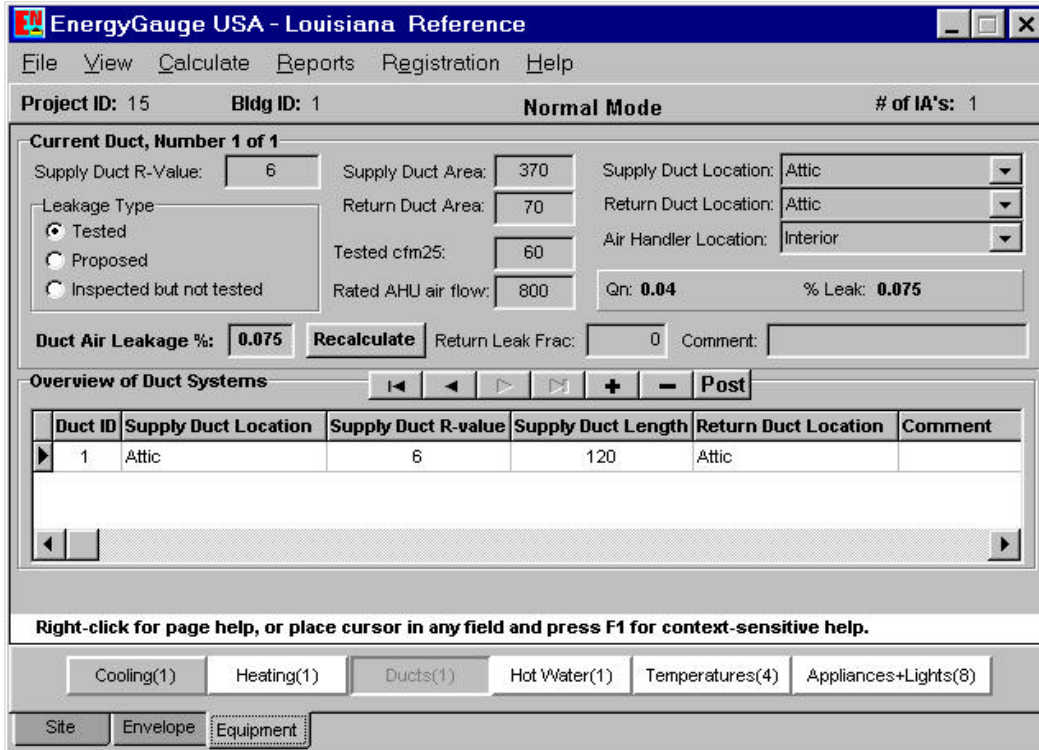 EnergyGauge USA - Louisiana Reference
File View Calculate Reports Registration Help
Project ID: 15 Bldg ID: 1 Normal Mode # of IA's: 1
Current Duct, Number 1 of 1
Supply Duct R-Value: 6 Supply Duct Area: 370 Supply Duct Location: Attic
Leakage Type Return Duct Area: 70 Return Duct Location: Attic
Tested
Proposed Tested cfm25: 60 Air Handler Location: Interior
Inspected but not tested Rated AHU air flow: 800 Qn: 0.04 % Leak: 0.075
Duct Air Leakage %: 0.075 Recalculate Return Leak Frac: 0 Comment:
Overview of Duct Systems Post
Duct ID Supply Duct Location Supply Duct R-value Supply Duct Length Return Duct Location Comment
1 Attic 6 120 Attic
Right-click for page help, or place cursor in any field and press F1 for context-sensitive help.
Cooling(1) Heating(1) Ducts(1) Hot Water(1) Temperatures(4) Appliances+Lights(8)
Site Envelope Equipment